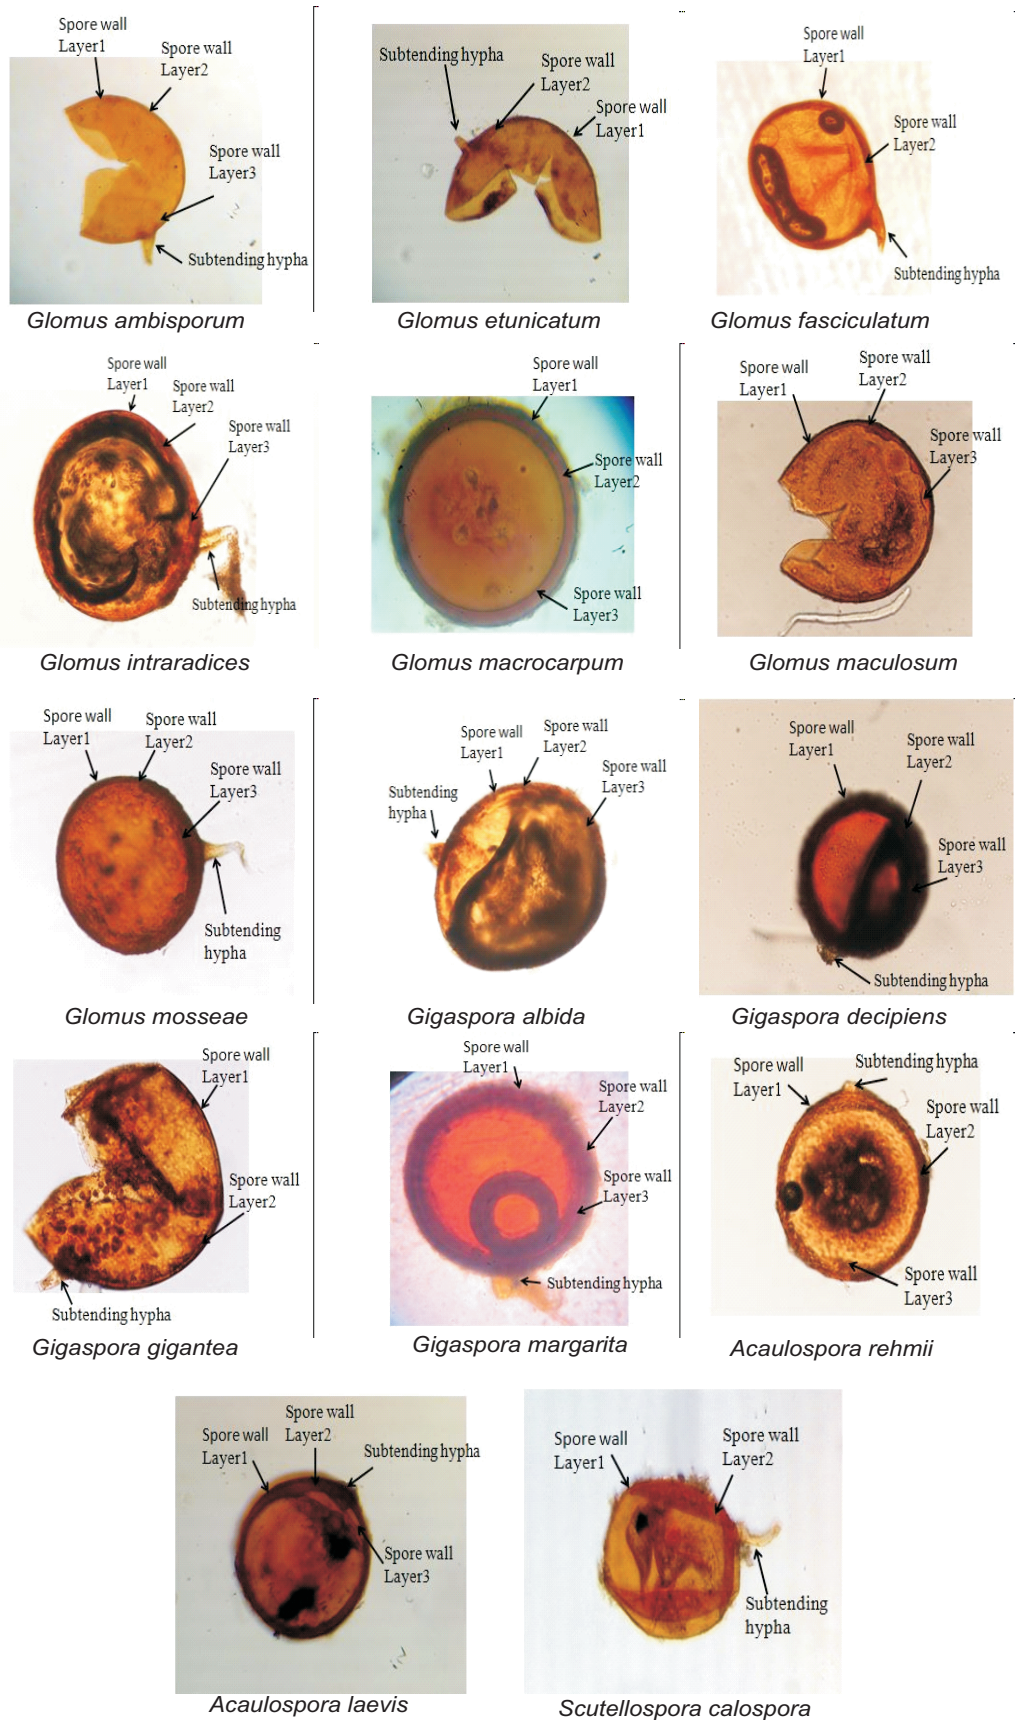 Spore wall
Layer1
Spore wall
Layer2
Spore wall
Layer3
Subtending hypha
Glomus ambisporum
Subtending hypha
Spore wall
Layer2
Spore wall
Layer1
Glomus etunicatum
Spore wall
Layer1
Spore wall
Layer2
Subtending hypha
Glomus fasciculatum
Spore wall
Layer1
Spore wall
Layer2
Spore wall
Layer3
Subtending hypha
Glomus intraradices
Spore wall
Layer1
Spore wall
Layer2
Spore wall
Layer3
Glomus macrocarpum
Spore wall
Layer1
Spore wall
Layer2
Spore wall
Layer3
Glomus maculosum
Spore wall
Layer1
Spore wall
Layer2
Spore wall
Layer3
Subtending
hypha
Glomus mosseae
Spore wall
Layer1
Spore wall
Layer2
Spore wall
Layer3
Subtending
hypha
Gigaspora albida
Spore wall
Layer1
Spore wall
Layer2
Spore wall
Layer3
Subtending hypha
Gigaspora decipiens
Spore wall
Layer1
Spore wall
Layer2
Subtending hypha
Gigaspora gigantea
Spore wall
Layer1
Spore wall
Layer2
Spore wall
Layer3
Subtending hypha
Gigaspora margarita
Subtending hypha
Spore wall
Layer1
Spore wall
Layer2
Spore wall
Layer3
Acaulospora rehmii
Spore wall
Layer2
Spore wall
Layer1
Subtending hypha
Spore wall
Layer3
Acaulospora laevis
Spore wall
Layer1
Spore wall
Layer2
Subtending
hypha
Scutellospora calospora